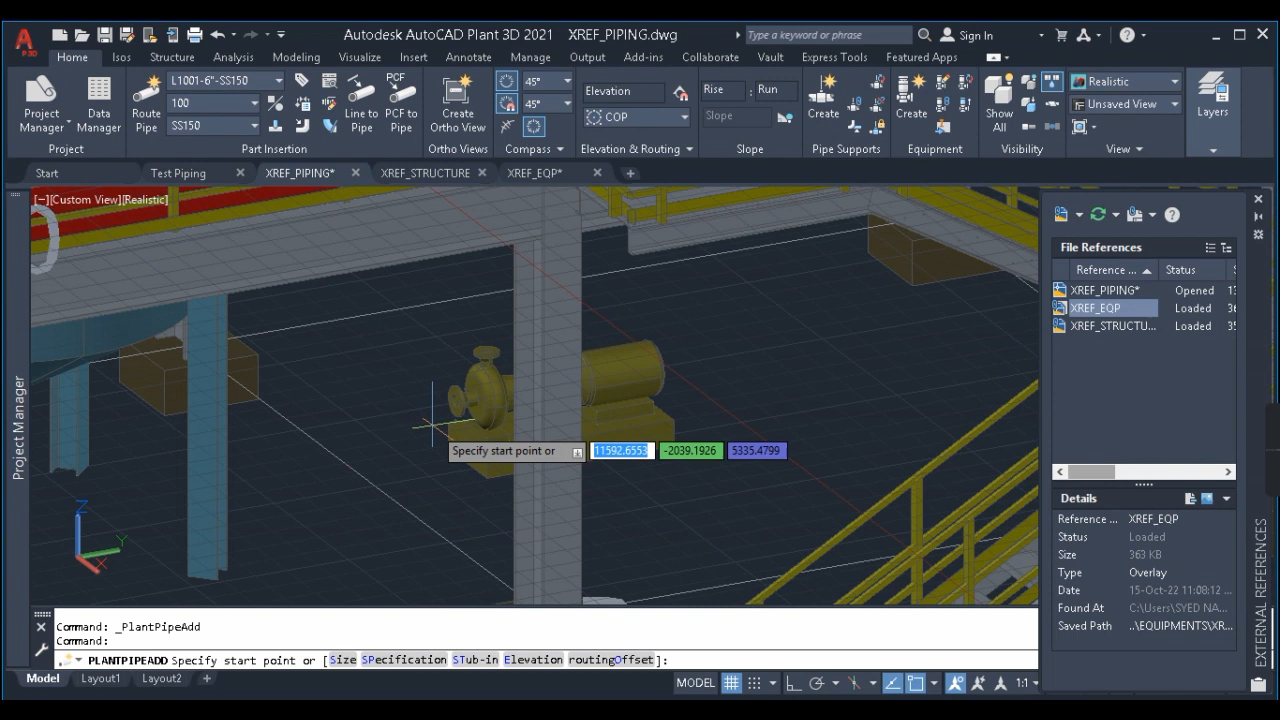 Autodesk AutoCAD Plant 3D 2021 XREF_PIPING.dwg
Type a keyword or phrase
Sign In
P3D
Home Isos Structure Analysis Modeling Visualize Insert Annotate Manage Output Add-ins Collaborate Vault Express Tools Featured Apps
Project Manager
Data Manager
Project
Route Pipe
L1001-6"-SS150
100
SS150
Line to Pipe
PCF to Pipe
Part Insertion
Create Ortho View
Ortho Views
45°
45°
Compass
Elevation
COP
Elevation & Routing
Rise : Run
Slope
Slope
Create
Pipe Supports
Create
Equipment
Show All
Visibility
Realistic
Unsaved View
View
Layers
Start Test Piping XREF_PIPING* XREF_STRUCTURE XREF_EQP*
[−][Custom View][Realistic]
Project Manager
Specify start point or 11592.6553 -2039.1926 5335.4799
Z
Y
X
File References
Reference ... Status
XREF_PIPING* Opened 13
XREF_EQP Loaded 36
XREF_STRUCTU... Loaded 35
Details
Reference ... XREF_EQP
Status Loaded
Size 363 KB
Type Overlay
Date 15-Oct-22 11:08:12 ...
Found At C:\Users\SYED NA...
Saved Path ..\EQUIPMENTS\XR...
EXTERNAL REFERENCES
Command: _PlantPipeAdd
Command:
PLANTPIPEADD Specify start point or [Size SPecification STub-in Elevation routingOffset]:
Model Layout1 Layout2
MODEL
1:1